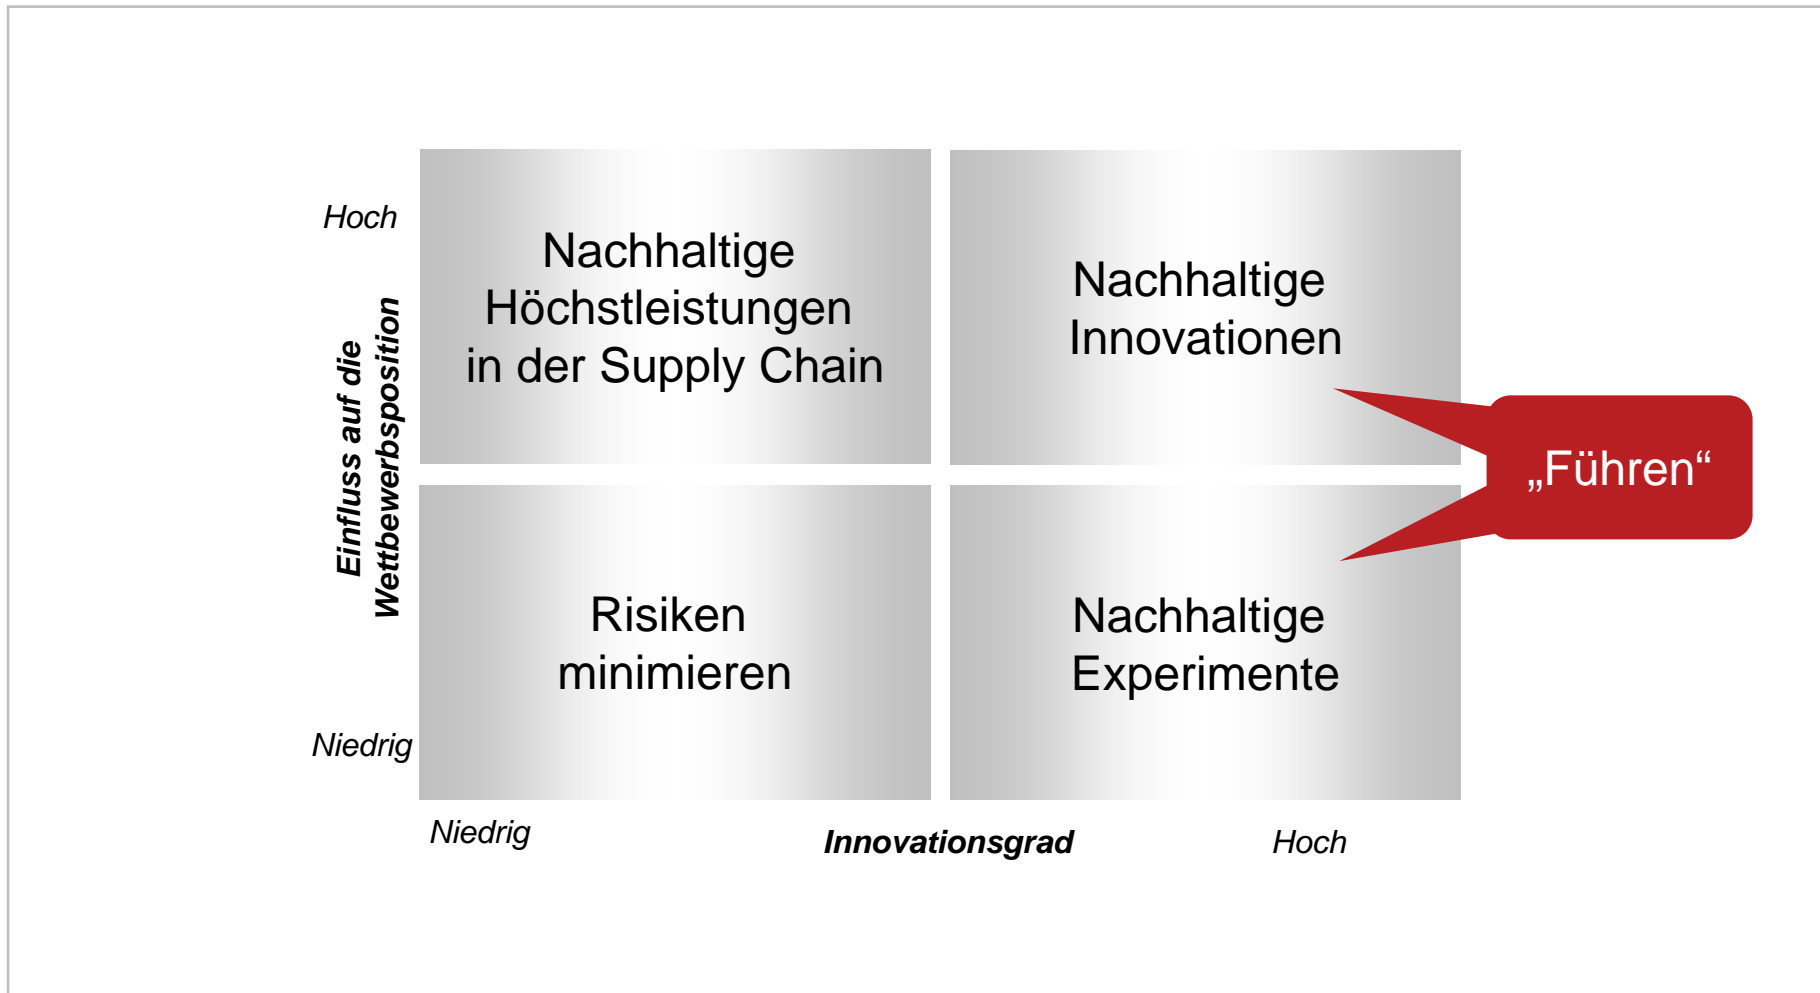 Hoch
Nachhaltige
Höchstleistungen
in der Supply Chain
Nachhaltige
Innovationen
Einfluss auf die
Wettbewerbsposition
„Führen“
Risiken
minimieren
Nachhaltige
Experimente
Niedrig
Niedrig
Innovationsgrad
Hoch